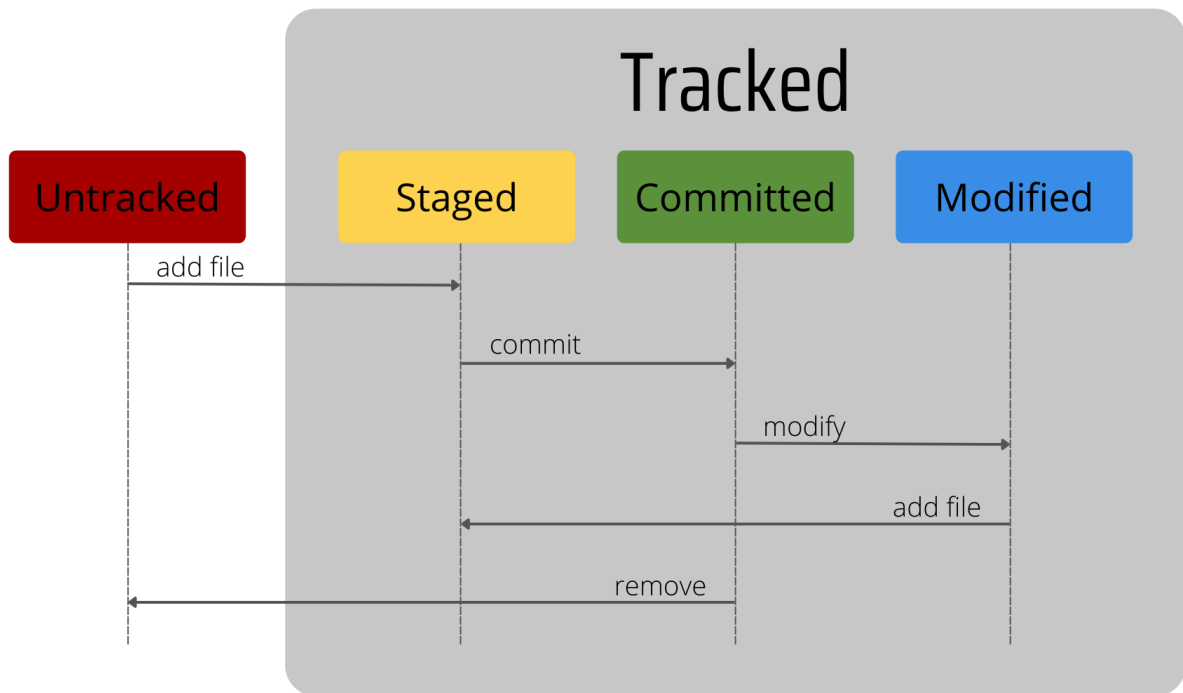 Tracked
Untracked
Staged
Committed
Modified
add file
commit
modify
add file
remove